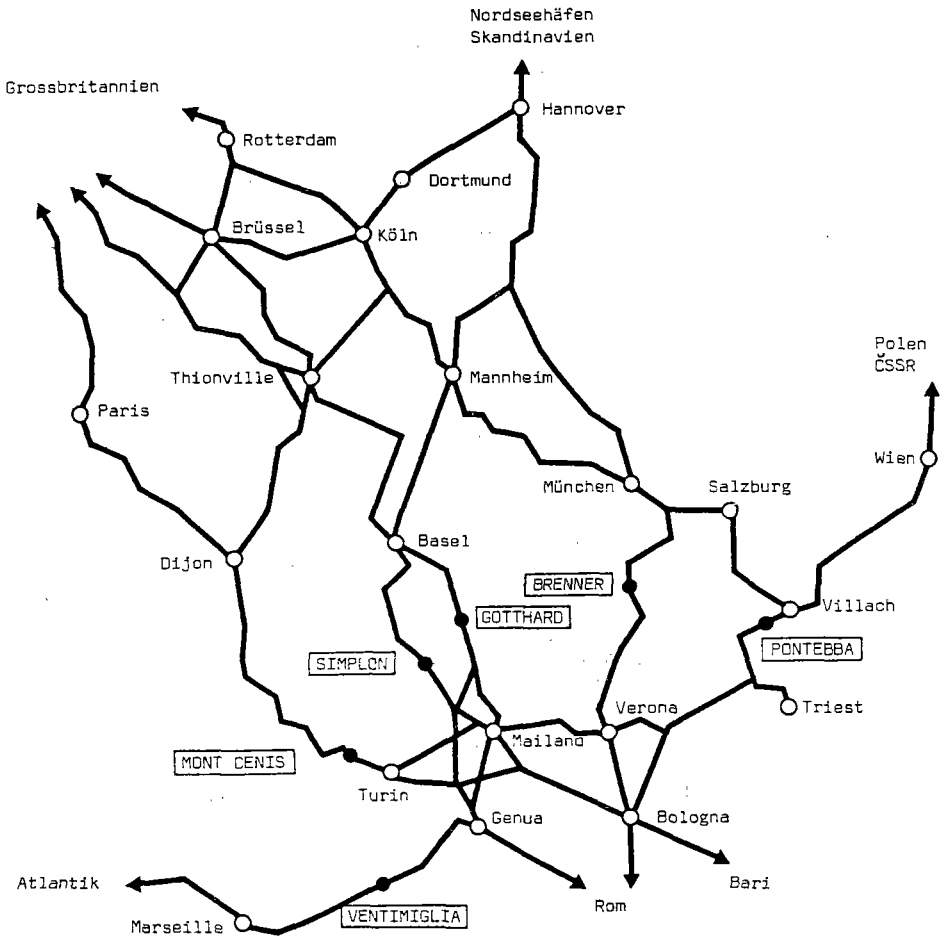 Nordseehäfen
Skandinavien
Grossbritannien
Hannover
Rotterdam
Dortmund
Brüssel
Köln
Polen
ČSSR
Thionville
Mannheim
Paris
Wien
München
Salzburg
Basel
Dijon
BRENNER
Villach
GOTTHARD
PONTEBBA
SIMPLON
Triest
Verona
Mailand
MONT CENIS
Turin
Genua
Bologna
Atlantik
Bari
Rom
VENTIMIGLIA
Marseille